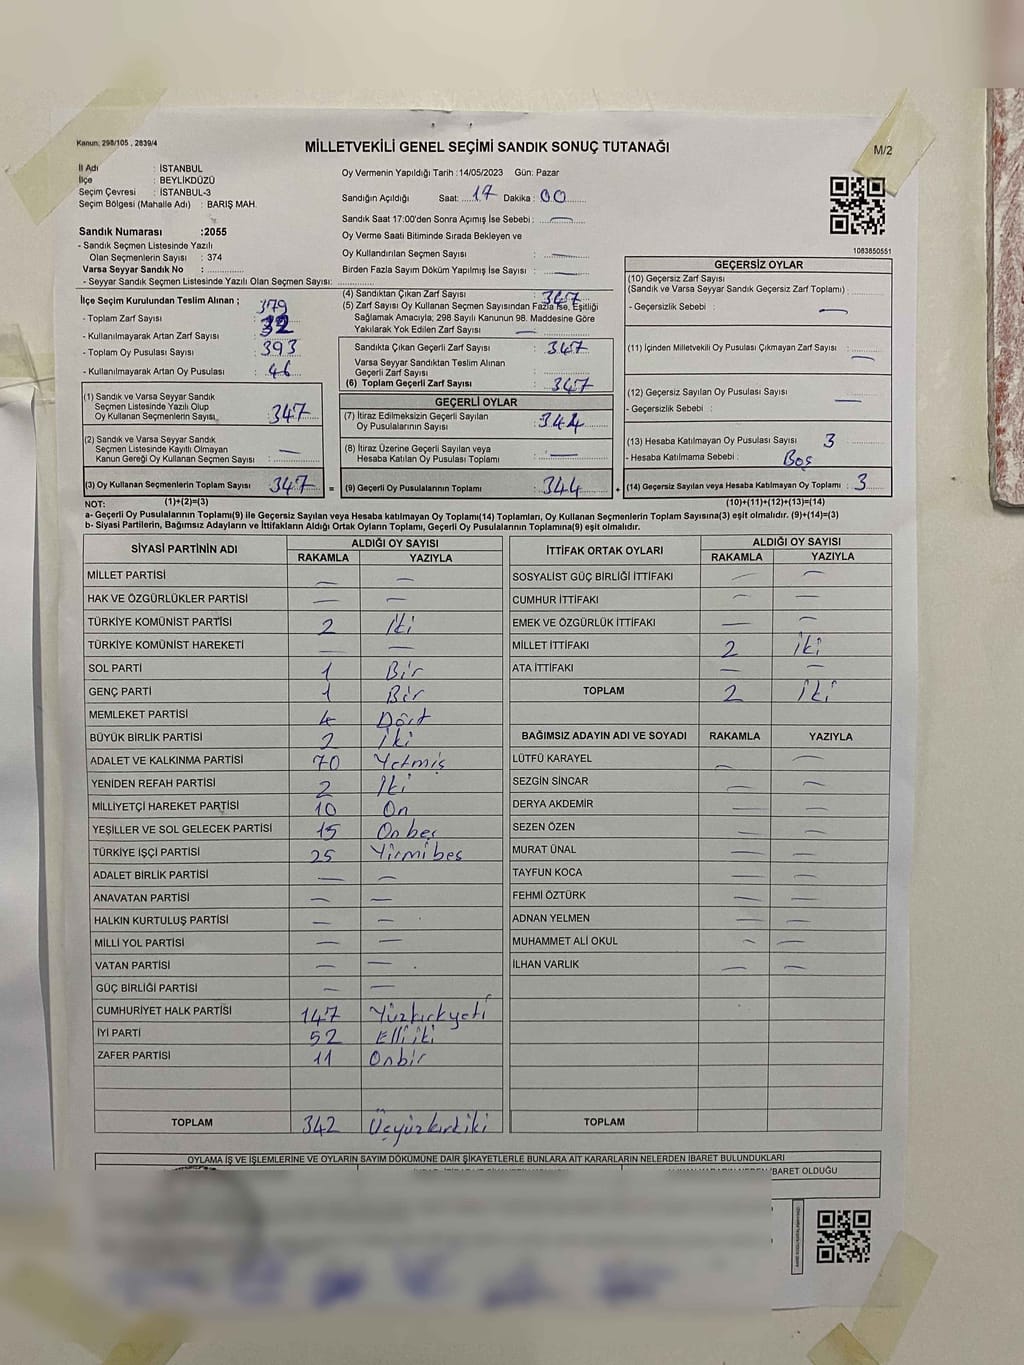 Kanun; 298/105 , 2839/4
MİLLETVEKİLİ GENEL SEÇİMİ SANDIK SONUÇ TUTANAĞI
M/2
İl Adı : İSTANBUL
İlçe : BEYLİKDÜZÜ
Seçim Çevresi : İSTANBUL-3
Seçim Bölgesi (Mahalle Adı) : BARIŞ MAH.
Sandık Numarası :2055
- Sandık Seçmen Listesinde Yazılı
Olan Seçmenlerin Sayısı : 374
Varsa Seyyar Sandık No :
- Seyyar Sandık Seçmen Listesinde Yazılı Olan Seçmen Sayısı:
Oy Vermenin Yapıldığı Tarih : 14/05/2023 Gün: Pazar
Sandığın Açıldığı Saat: 17 Dakika : 00
Sandık Saat 17:00'den Sonra Açımış İse Sebebi : —
Oy Verme Saati Bitiminde Sırada Bekleyen ve
Oy Kullandırılan Seçmen Sayısı : —
Birden Fazla Sayım Döküm Yapılmış İse Sayısı : —
1083850551
İlçe Seçim Kurulundan Teslim Alınan ;
- Toplam Zarf Sayısı : 379
- Kullanılmayarak Artan Zarf Sayısı : 32
- Toplam Oy Pusulası Sayısı : 393
- Kullanılmayarak Artan Oy Pusulası : 46
(1) Sandık ve Varsa Seyyar Sandık
Seçmen Listesinde Yazılı Olup
Oy Kullanan Seçmenlerin Sayısı : 347
(2) Sandık ve Varsa Seyyar Sandık
Seçmen Listesinde Kayıtlı Olmayan
Kanun Gereği Oy Kullanan Seçmen Sayısı : —
(3) Oy Kullanan Seçmenlerin Toplam Sayısı : 347
(4) Sandıktan Çıkan Zarf Sayısı : 347
(5) Zarf Sayısı Oy Kullanan Seçmen Sayısından Fazla İse, Eşitliği
Sağlamak Amacıyla; 298 Sayılı Kanunun 98. Maddesine Göre
Yakılarak Yok Edilen Zarf Sayısı : —
Sandıkta Çıkan Geçerli Zarf Sayısı : 347
Varsa Seyyar Sandıktan Teslim Alınan
Geçerli Zarf Sayısı :
(6) Toplam Geçerli Zarf Sayısı : 347
GEÇERLİ OYLAR
(7) İtiraz Edilmeksizin Geçerli Sayılan
Oy Pusulalarının Sayısı : 344
(8) İtiraz Üzerine Geçerli Sayılan veya
Hesaba Katılan Oy Pusulası Toplamı : —
= (9) Geçerli Oy Pusulalarının Toplamı : 344 +
GEÇERSİZ OYLAR
(10) Geçersiz Zarf Sayısı
(Sandık ve Varsa Seyyar Sandık Geçersiz Zarf Toplamı) :
- Geçersizlik Sebebi : —
(11) İçinden Milletvekili Oy Pusulası Çıkmayan Zarf Sayısı : —
(12) Geçersiz Sayılan Oy Pusulası Sayısı : —
- Geçersizlik Sebebi :
(13) Hesaba Katılmayan Oy Pusulası Sayısı : 3
- Hesaba Katılmama Sebebi : Boş
(14) Geçersiz Sayılan veya Hesaba Katılmayan Oy Toplamı : 3
NOT: (1)+(2)=(3) (10)+(11)+(12)+(13)=(14)
a- Geçerli Oy Pusulalarının Toplamı(9) ile Geçersiz Sayılan veya Hesaba katılmayan Oy Toplamı(14) Toplamları, Oy Kullanan Seçmenlerin Toplam Sayısına(3) eşit olmalıdır. (9)+(14)=(3)
b- Siyasi Partilerin, Bağımsız Adayların ve İttifakların Aldığı Ortak Oyların Toplamı, Geçerli Oy Pusulalarının Toplamına(9) eşit olmalıdır.
SİYASİ PARTİNİN ADI ALDIĞI OY SAYISI
RAKAMLA YAZIYLA
MİLLET PARTİSİ — —
HAK VE ÖZGÜRLÜKLER PARTİSİ — —
TÜRKİYE KOMÜNİST PARTİSİ 2 İki
TÜRKİYE KOMÜNİST HAREKETİ — —
SOL PARTİ 1 Bir
GENÇ PARTİ 1 Bir
MEMLEKET PARTİSİ 4 Dört
BÜYÜK BİRLİK PARTİSİ 2 İki
ADALET VE KALKINMA PARTİSİ 70 Yetmiş
YENİDEN REFAH PARTİSİ 2 İki
MİLLİYETÇİ HAREKET PARTİSİ 10 On
YEŞİLLER VE SOL GELECEK PARTİSİ 15 Onbeş
TÜRKİYE İŞÇİ PARTİSİ 25 Yirmibeş
ADALET BİRLİK PARTİSİ — —
ANAVATAN PARTİSİ — —
HALKIN KURTULUŞ PARTİSİ — —
MİLLİ YOL PARTİSİ — —
VATAN PARTİSİ — —
GÜÇ BİRLİĞİ PARTİSİ — —
CUMHURİYET HALK PARTİSİ 147 Yüzkırkyedi
İYİ PARTİ 52 Elliiki
ZAFER PARTİSİ 11 Onbir
TOPLAM 342 Üçyüzkırkiki
İTTİFAK ORTAK OYLARI ALDIĞI OY SAYISI
RAKAMLA YAZIYLA
SOSYALİST GÜÇ BİRLİĞİ İTTİFAKI — —
CUMHUR İTTİFAKI — —
EMEK VE ÖZGÜRLÜK İTTİFAKI — —
MİLLET İTTİFAKI 2 İki
ATA İTTİFAKI — —
TOPLAM 2 İki
BAĞIMSIZ ADAYIN ADI VE SOYADI RAKAMLA YAZIYLA
LÜTFÜ KARAYEL — —
SEZGİN SİNCAR — —
DERYA AKDEMİR — —
SEZEN ÖZEN — —
MURAT ÜNAL — —
TAYFUN KOCA — —
FEHMİ ÖZTÜRK — —
ADNAN YELMEN — —
MUHAMMET ALİ OKUL — —
İLHAN VARLIK — —
TOPLAM
OYLAMA İŞ VE İŞLEMLERİNE VE OYLARIN SAYIM DÖKÜMÜNE DAİR ŞİKAYETLERLE BUNLARA AİT KARARLARIN NELERDEN İBARET BULUNDUKLARI
İBARET OLDUĞU